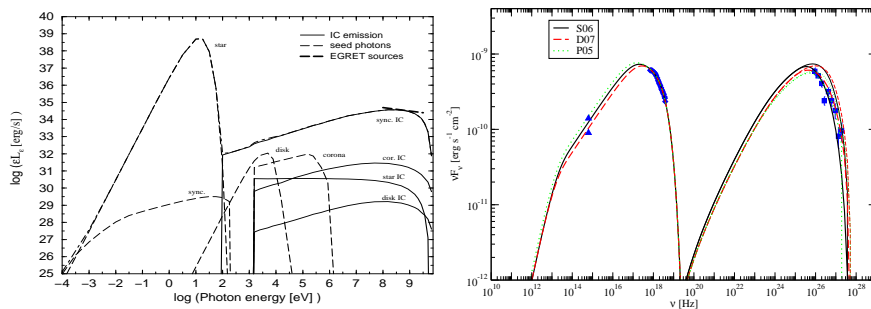 40
39
38
37
36
35
34
33
32
31
30
29
28
27
26
25
log (εL_ε [erg/s] )
IC emission
seed photons
EGRET sources
star
sync. IC
disk
corona
cor. IC
star IC
sync.
disk IC
−4 −3 −2 −1 0 1 2 3 4 5 6 7 8 9
log (Photon energy [eV] )
S06
D07
P05
10^-9
10^-10
10^-11
10^-12
νF_ν [erg s^-1 cm^-2]
10^10 10^12 10^14 10^16 10^18 10^20 10^22 10^24 10^26 10^28
ν [Hz]